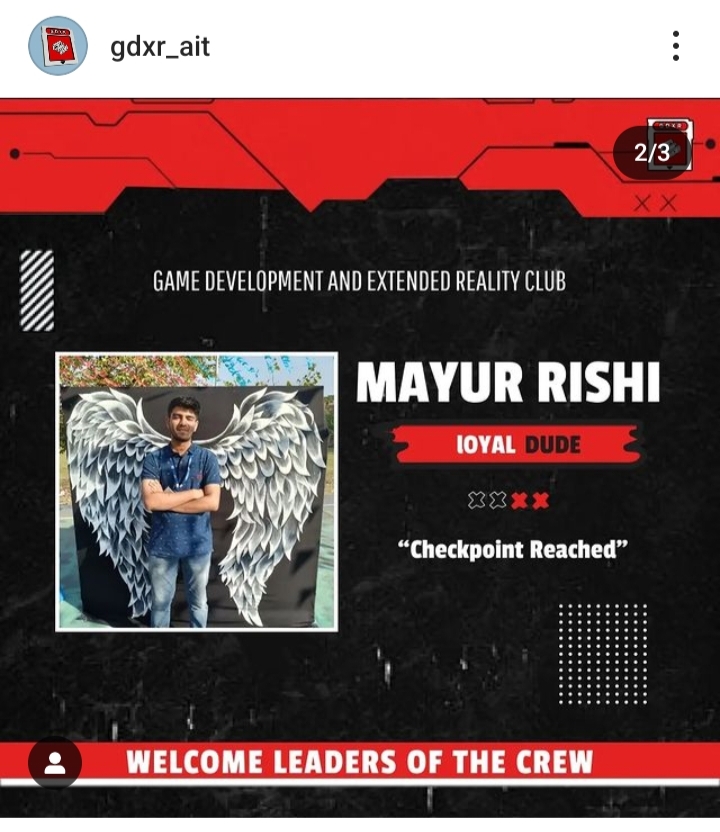 gdxr_ait
2/3
GAME DEVELOPMENT AND EXTENDED REALITY CLUB
MAYUR RISHI
lOYAL DUDE
“Checkpoint Reached”
WELCOME LEADERS OF THE CREW